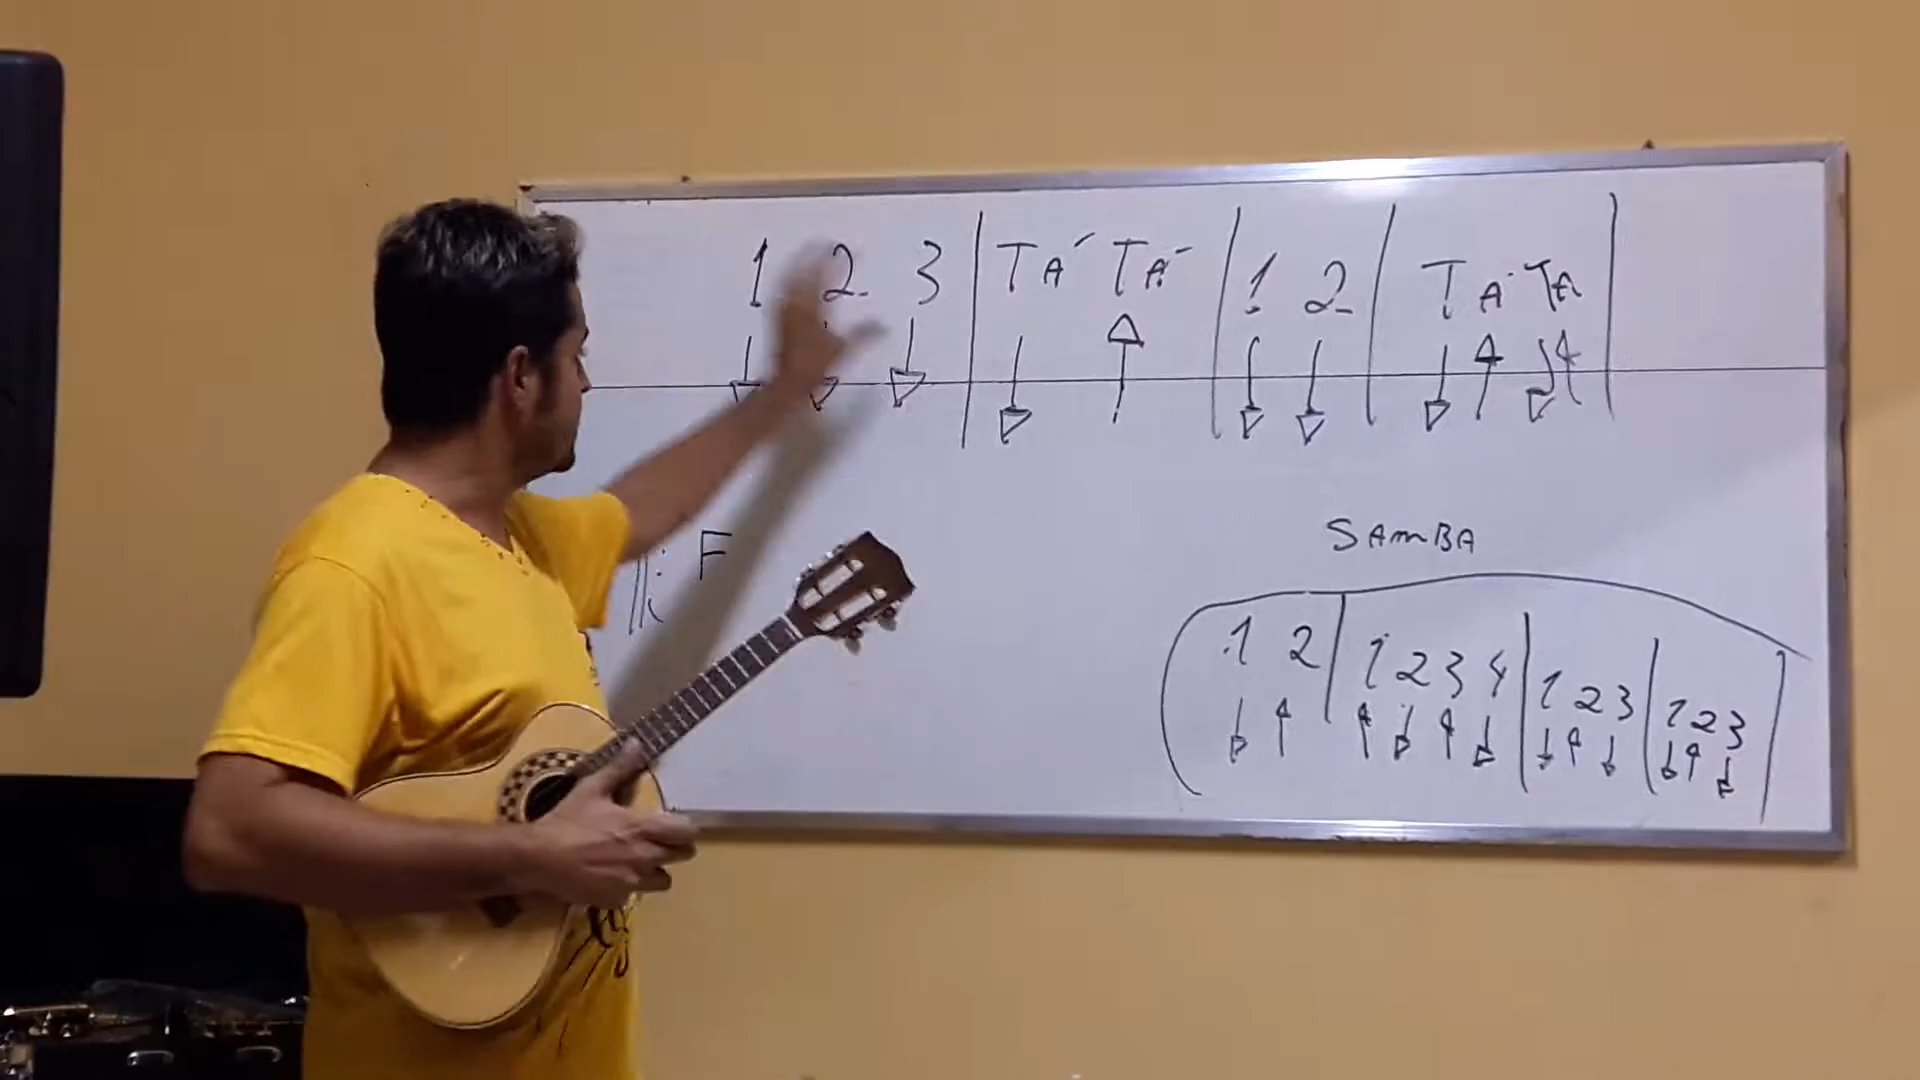 1 2 3 | TÁ TÁ | 1 2 | TA TA |
F
SAMBA
1 2 | 1 2 3 4 | 1 2 3 | 1 2 3 |